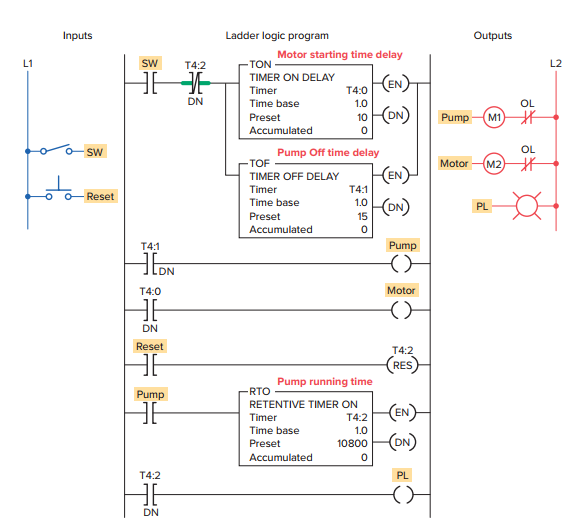 Inputs
Ladder logic program
Outputs
L1
L2
SW
T4:2
DN
Motor starting time delay
TON
TIMER ON DELAY
Timer T4:0
Time base 1.0
Preset 10
Accumulated 0
EN
DN
Pump Off time delay
TOF
TIMER OFF DELAY
Timer T4:1
Time base 1.0
Preset 15
Accumulated 0
EN
DN
SW
Reset
OL
Pump M1
OL
Motor M2
PL
T4:1
DN
Pump
T4:0
DN
Motor
Reset
T4:2
RES
Pump running time
Pump
RTO
RETENTIVE TIMER ON
Timer T4:2
Time base 1.0
Preset 10800
Accumulated 0
EN
DN
T4:2
DN
PL